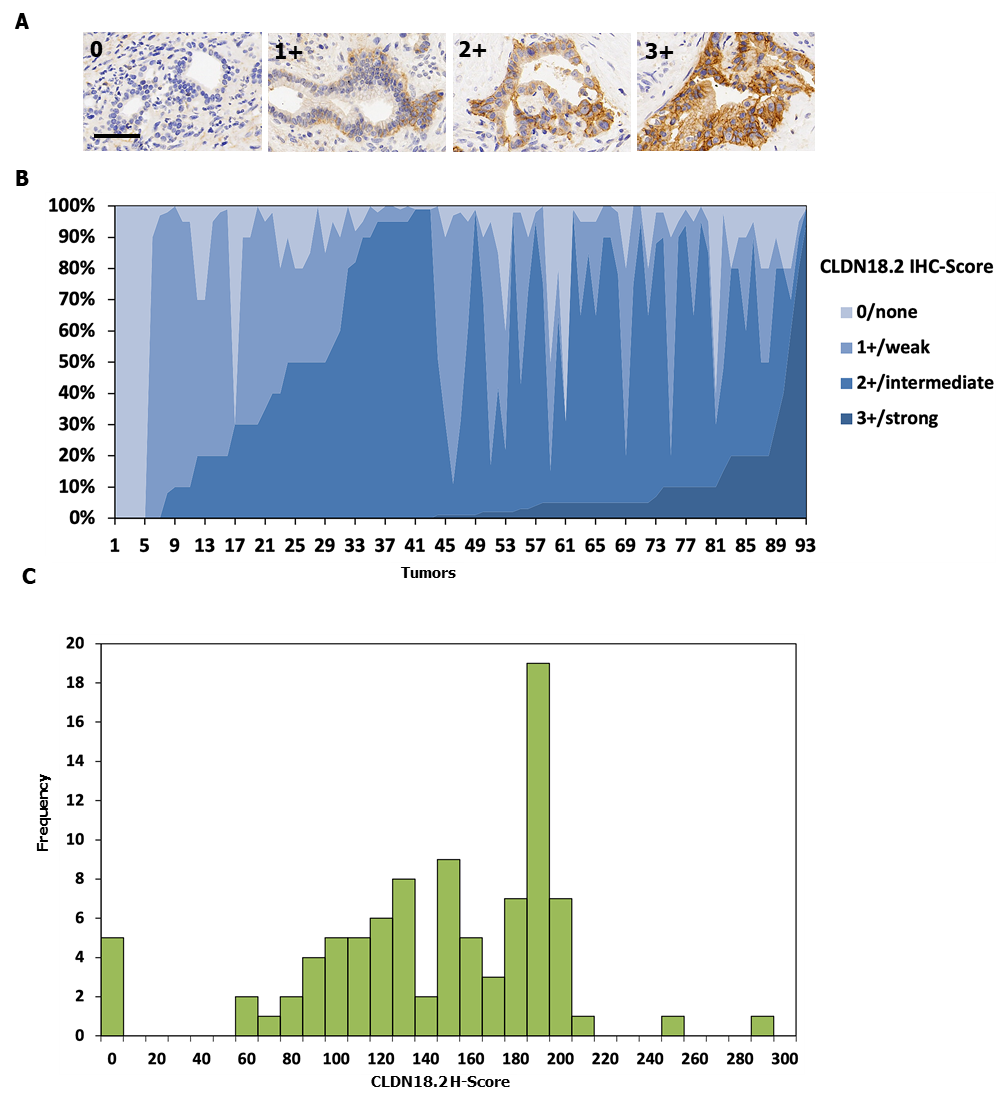 A
0 1+ 2+ 3+
B
100%
90%
80%
70%
60%
50%
40%
30%
20%
10%
0%
1 5 9 13 17 21 25 29 33 37 41 45 49 53 57 61 65 69 73 77 81 85 89 93
Tumors
CLDN18.2 IHC-Score
0/none
1+/weak
2+/intermediate
3+/strong
C
20
18
16
14
12
10
8
6
4
2
0
Frequency
0 20 40 60 80 100 120 140 160 180 200 220 240 260 280 300
CLDN18.2H-Score